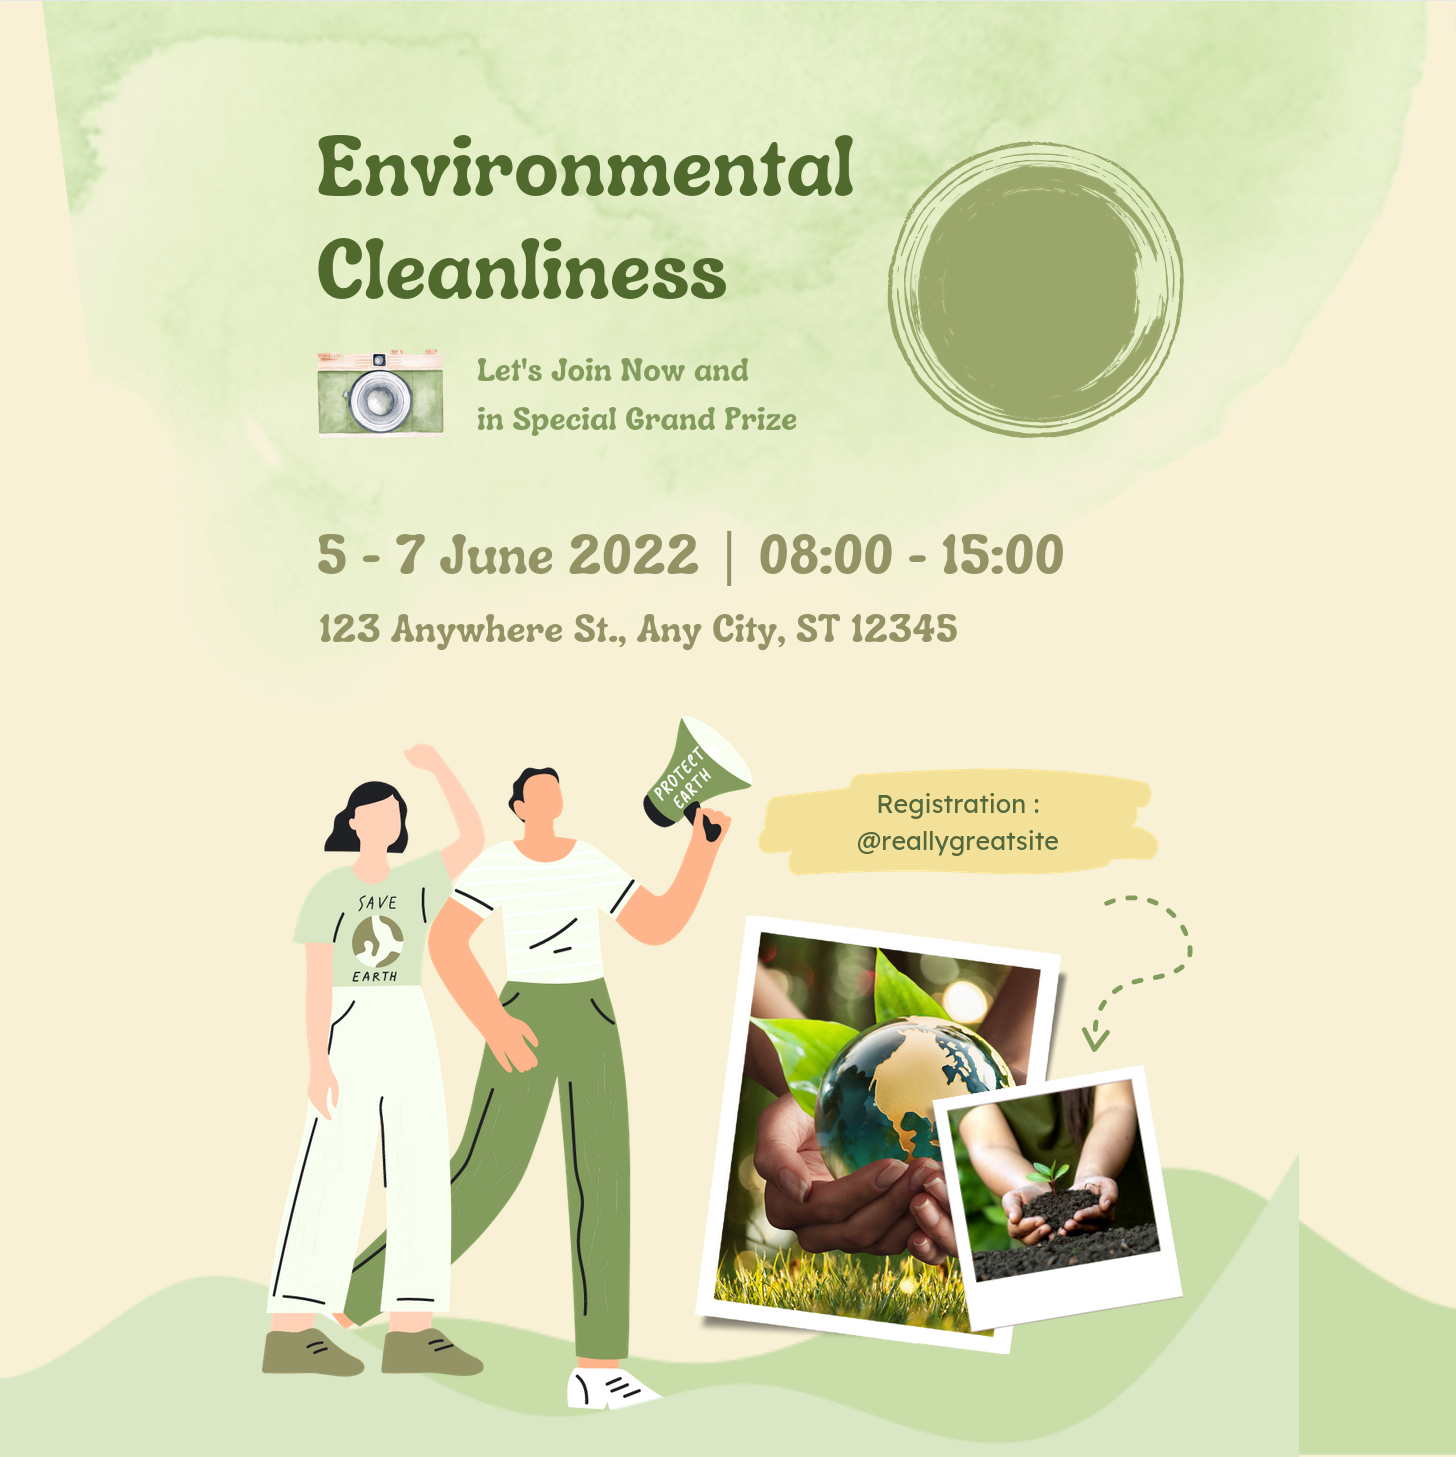 Environmental
Cleanliness
Let's Join Now and
in Special Grand Prize
5 - 7 June 2022 | 08:00 - 15:00
123 Anywhere St., Any City, ST 12345
PROTECT
EARTH
Registration :
@reallygreatsite
SAVE
EARTH